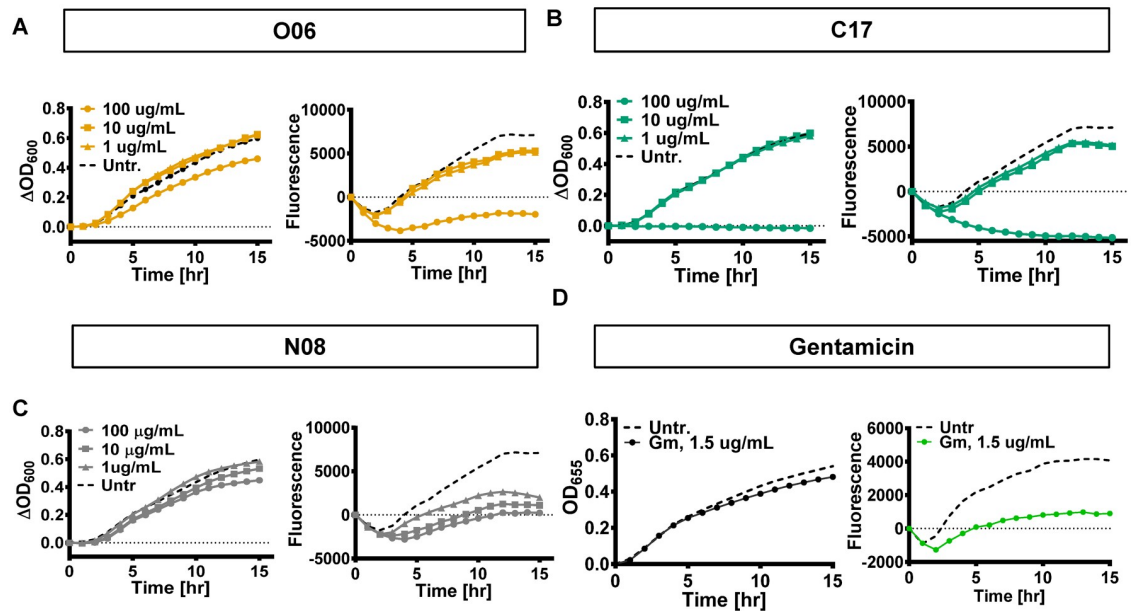 A
O06
B
C17
100 ug/mL
10 ug/mL
1 ug/mL
Untr.
ΔOD600
0.8
0.6
0.4
0.2
0.0
0 5 10 15
Time [hr]
Fluorescence
10000
5000
0
-5000
0 5 10 15
Time [hr]
100 ug/mL
10 ug/mL
1 ug/mL
Untr.
ΔOD600
0.8
0.6
0.4
0.2
0.0
0 5 10 15
Time [hr]
Fluorescence
10000
5000
0
-5000
0 5 10 15
Time [hr]
N08
D
Gentamicin
C
100 µg/mL
10 µg/mL
1ug/mL
Untr
ΔOD600
0.8
0.6
0.4
0.2
0.0
0 5 10 15
Time [hr]
Fluorescence
10000
5000
0
-5000
0 5 10 15
Time [hr]
Untr.
Gm, 1.5 ug/mL
OD655
0.8
0.6
0.4
0.2
0.0
0 5 10 15
Time [hr]
Untr
Gm, 1.5 ug/mL
Fluorescence
6000
4000
2000
0
-2000
0 5 10 15
Time [hr]